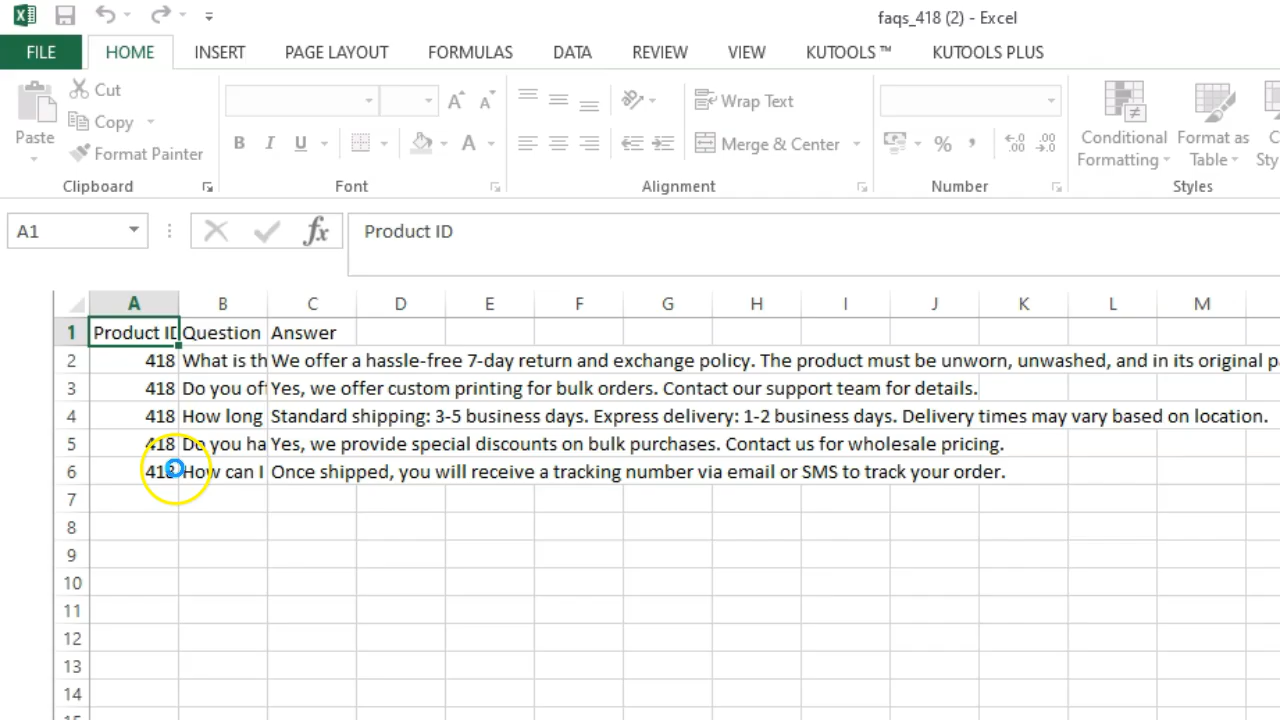 faqs_418 (2) - Excel
FILE HOME INSERT PAGE LAYOUT FORMULAS DATA REVIEW VIEW KUTOOLS ™ KUTOOLS PLUS
Paste
Cut
Copy
Format Painter
Clipboard
B I U A
Font
Wrap Text
Merge & Center
Alignment
% ,
Number
Conditional
Formatting
Format as
Table
Styles
A1 fx Product ID
A B C D E F G H I J K L M
1 Product ID Question Answer
2 418 What is th We offer a hassle-free 7-day return and exchange policy. The product must be unworn, unwashed, and in its original p
3 418 Do you off Yes, we offer custom printing for bulk orders. Contact our support team for details.
4 418 How long Standard shipping: 3-5 business days. Express delivery: 1-2 business days. Delivery times may vary based on location.
5 418 Do you ha Yes, we provide special discounts on bulk purchases. Contact us for wholesale pricing.
6 418 How can I Once shipped, you will receive a tracking number via email or SMS to track your order.
7
8
9
10
11
12
13
14